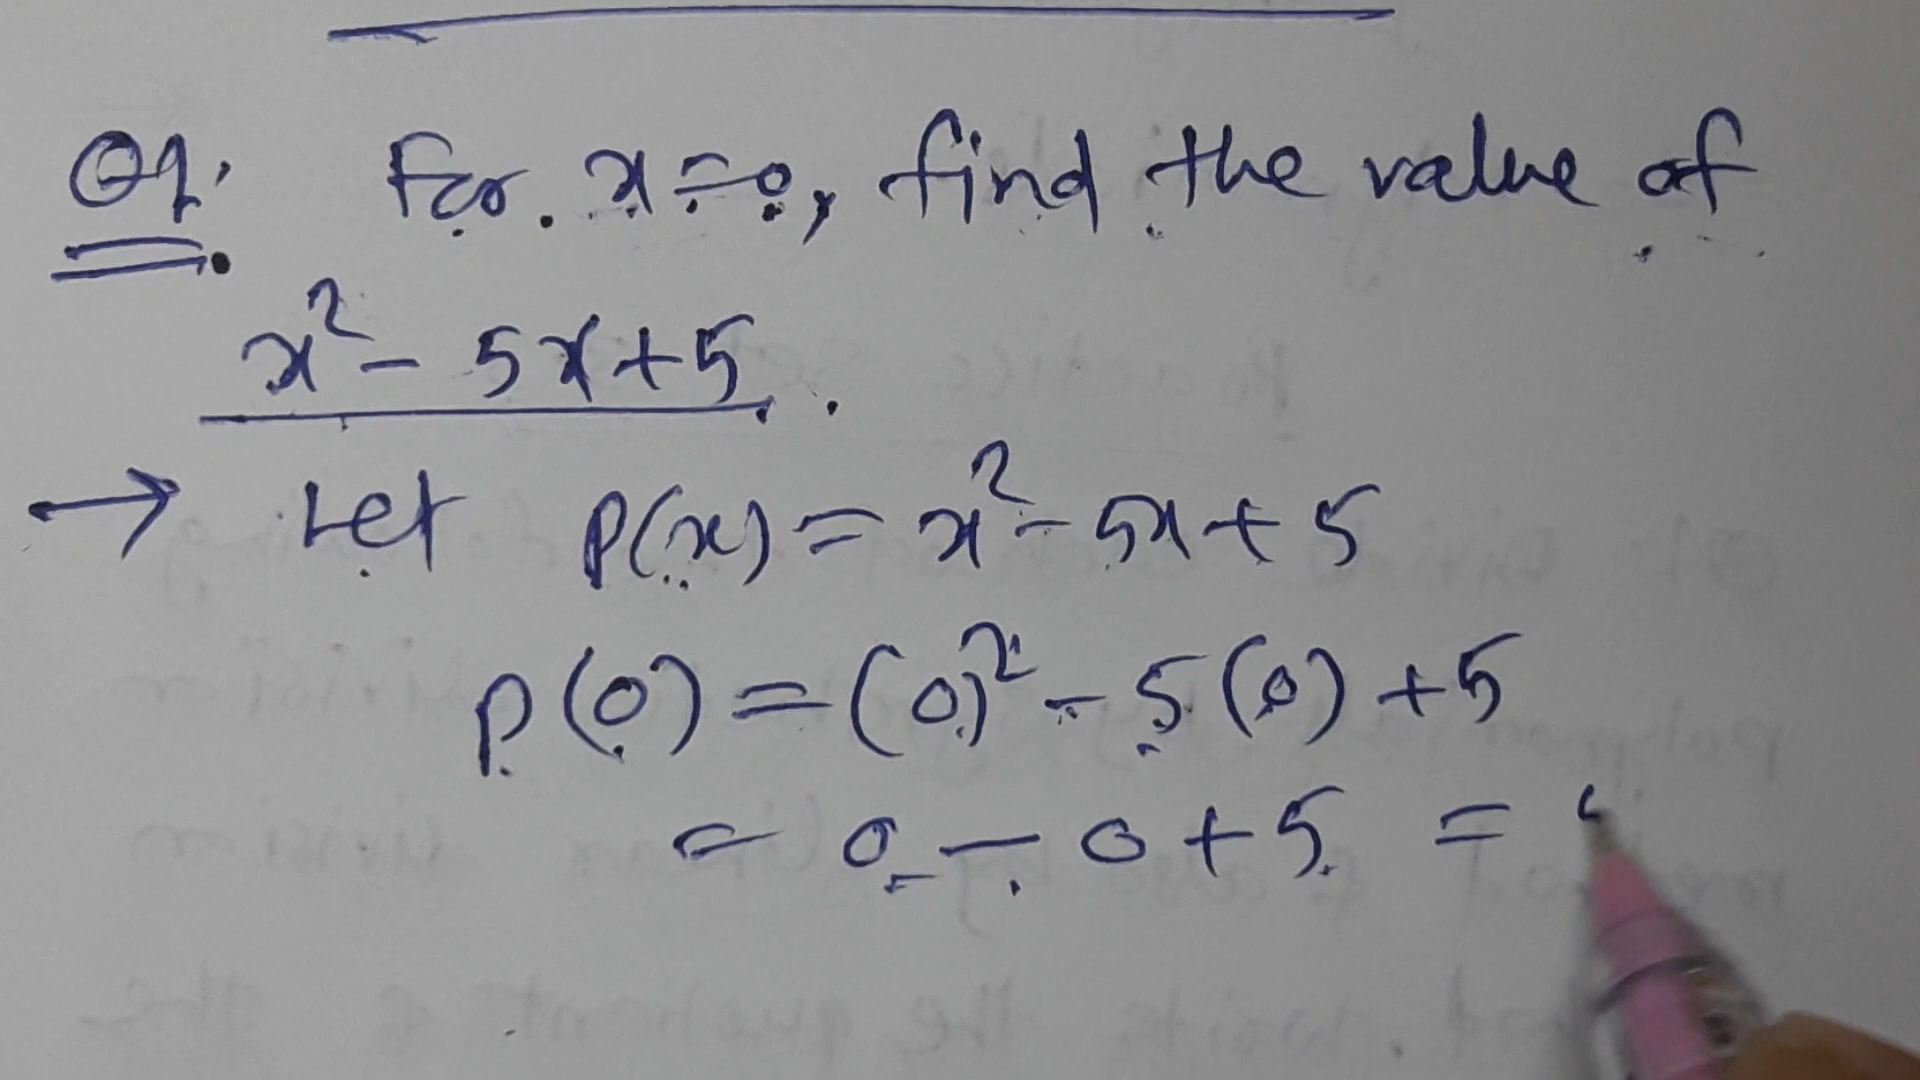 Q1. For x=0, find the value of
x² - 5x+5.
→ Let P(x) = x² - 5x + 5
P(0) = (0)² - 5(0) + 5
= 0 - 0 + 5 =